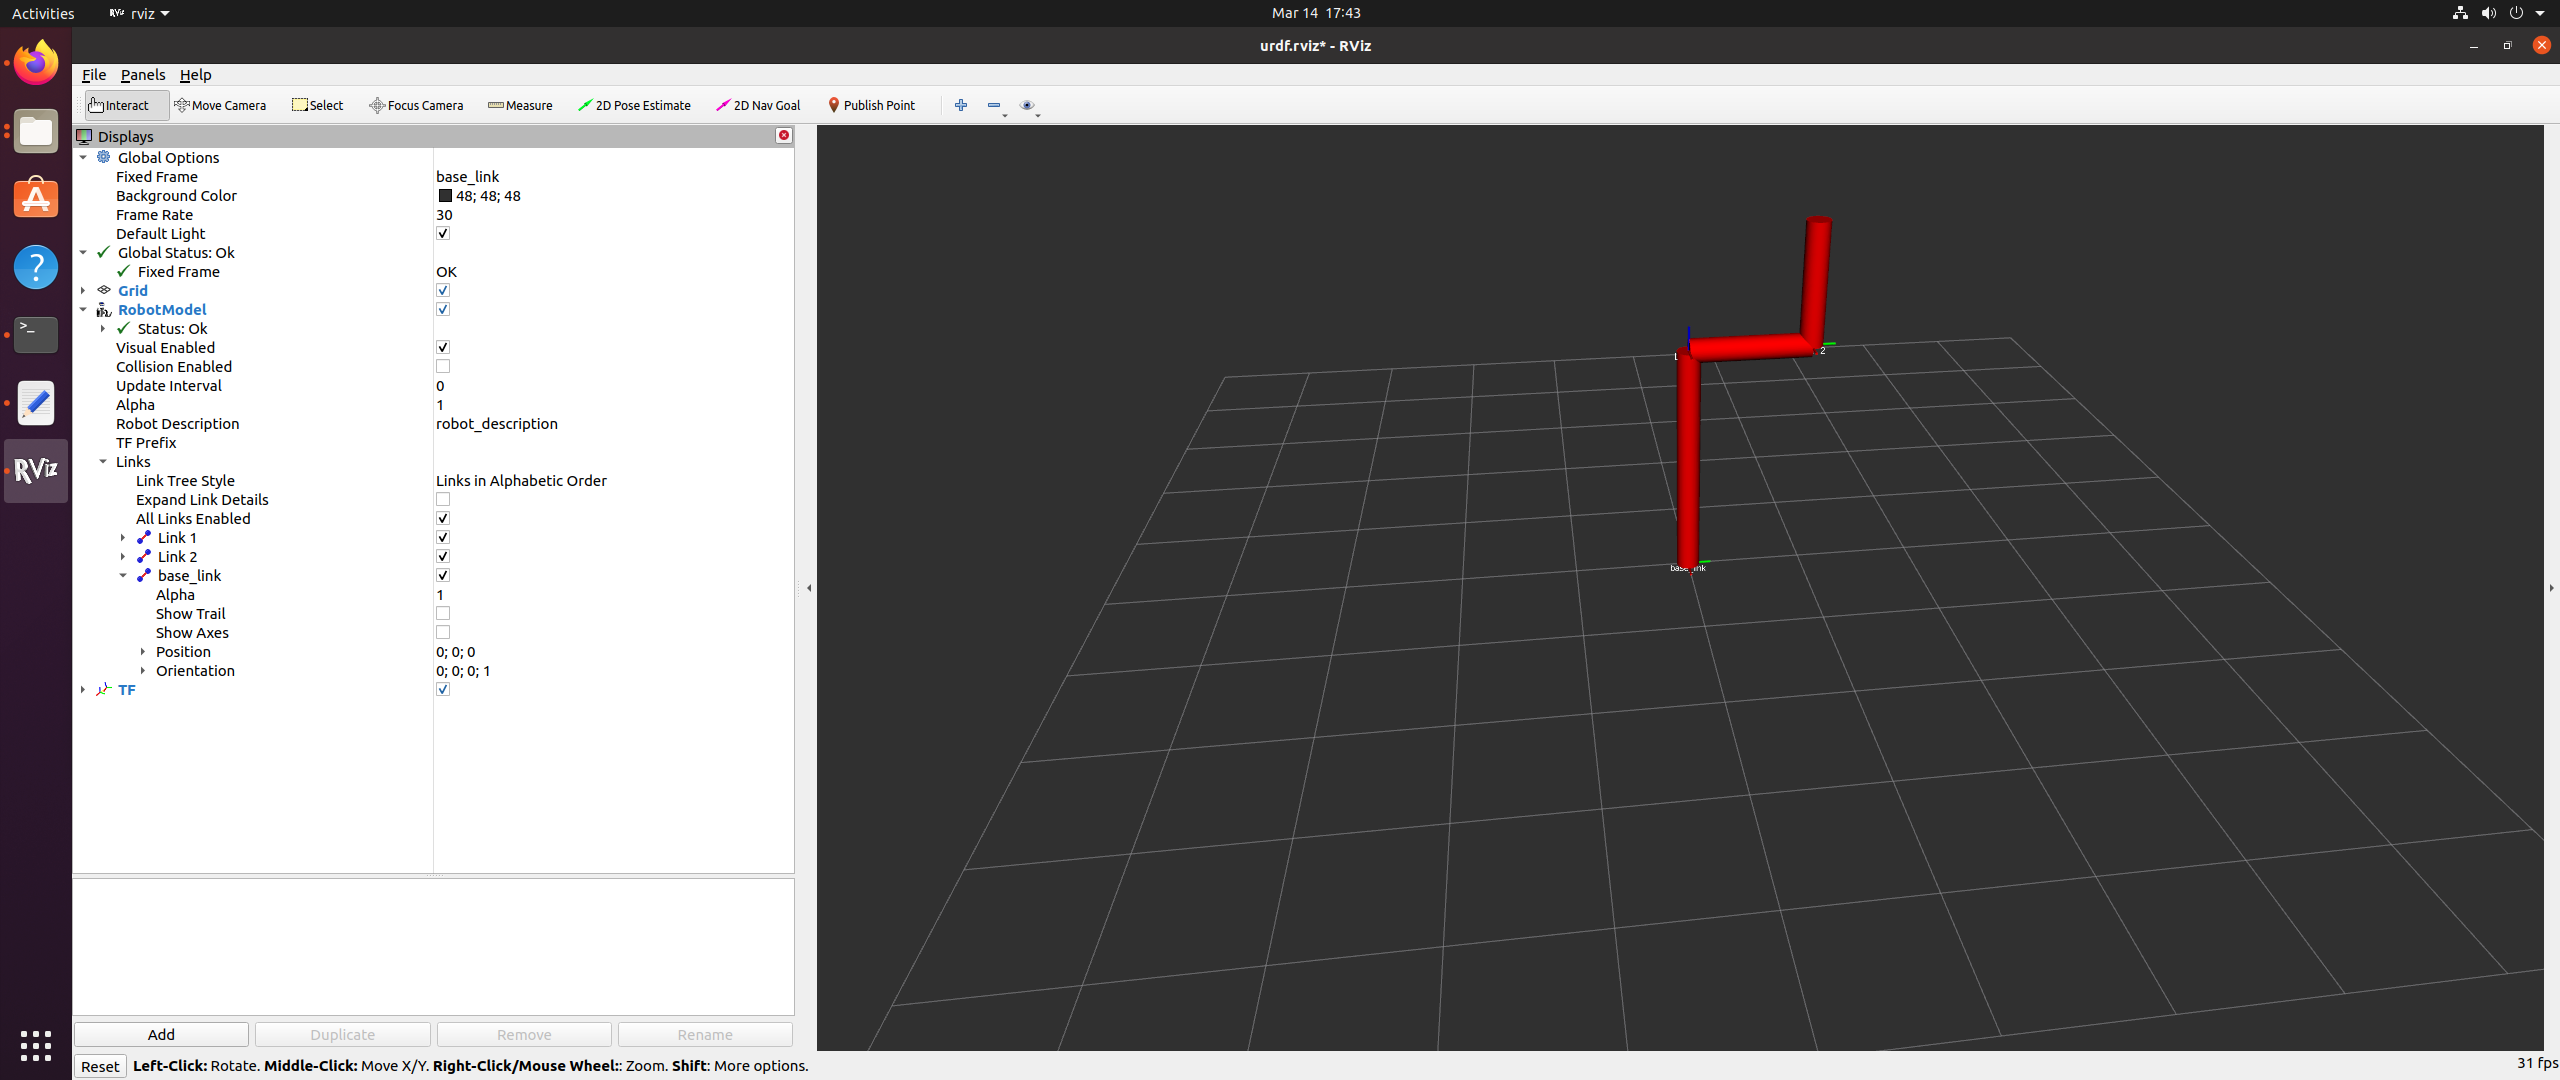 Activities RViz rviz Mar 14 17:43
urdf.rviz* - RViz
File Panels Help
Interact Move Camera Select Focus Camera Measure 2D Pose Estimate 2D Nav Goal Publish Point
Displays
Global Options
Fixed Frame base_link
Background Color 48; 48; 48
Frame Rate 30
Default Light
Global Status: Ok
Fixed Frame OK
Grid
RobotModel
Status: Ok
Visual Enabled
Collision Enabled
Update Interval 0
Alpha 1
Robot Description robot_description
TF Prefix
Links
Link Tree Style Links in Alphabetic Order
Expand Link Details
All Links Enabled
Link 1
Link 2
base_link
Alpha 1
Show Trail
Show Axes
Position 0; 0; 0
Orientation 0; 0; 0; 1
TF
RViz
2
Add Duplicate Remove Rename
Reset Left-Click: Rotate. Middle-Click: Move X/Y. Right-Click/Mouse Wheel:: Zoom. Shift: More options. 31 fps